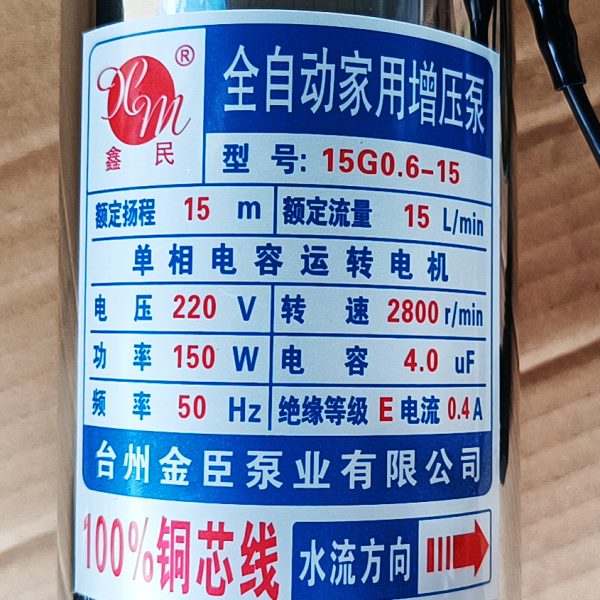 XM®
鑫民
全自动家用增压泵
型号: 15G0.6-15
额定扬程 15 m 额定流量 15 L/min
单相电容运转电机
电压 220 V 转速 2800 r/min
功率 150 W 电容 4.0 uF
频率 50 Hz 绝缘等级 E 电流 0.4 A
台州金臣泵业有限公司
100%铜芯线 水流方向